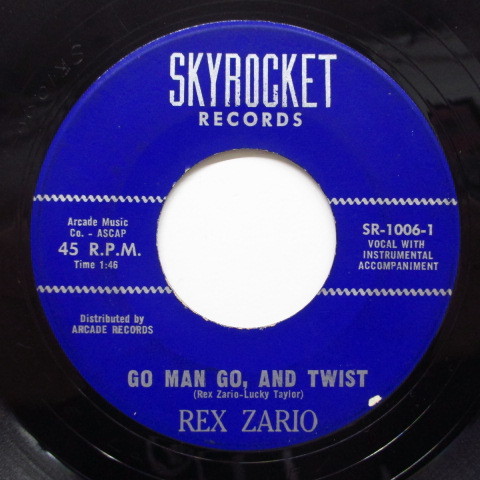 SKYROCKET
RECORDS
Arcade Music
Co. - ASCAP
45 R.P.M.
Time 1:46
SR-1006-1
VOCAL WITH
INSTRUMENTAL
ACCOMPANIMENT
Distributed by
ARCADE RECORDS
GO MAN GO, AND TWIST
(Rex Zario-Lucky Taylor)
REX ZARIO